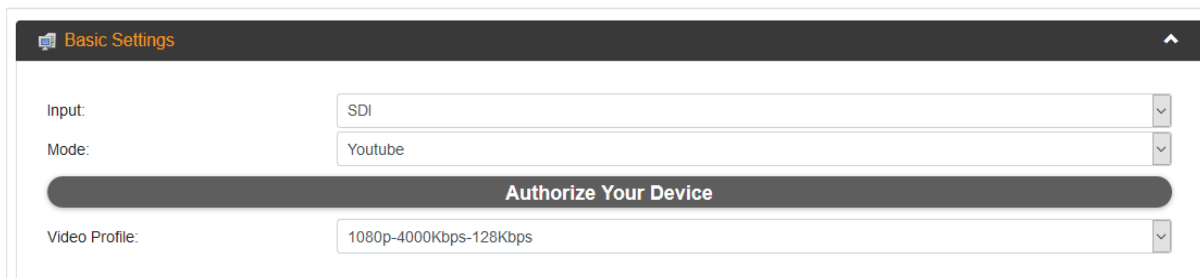 Basic Settings
Input: SDI
Mode: Youtube
Authorize Your Device
Video Profile: 1080p-4000Kbps-128Kbps